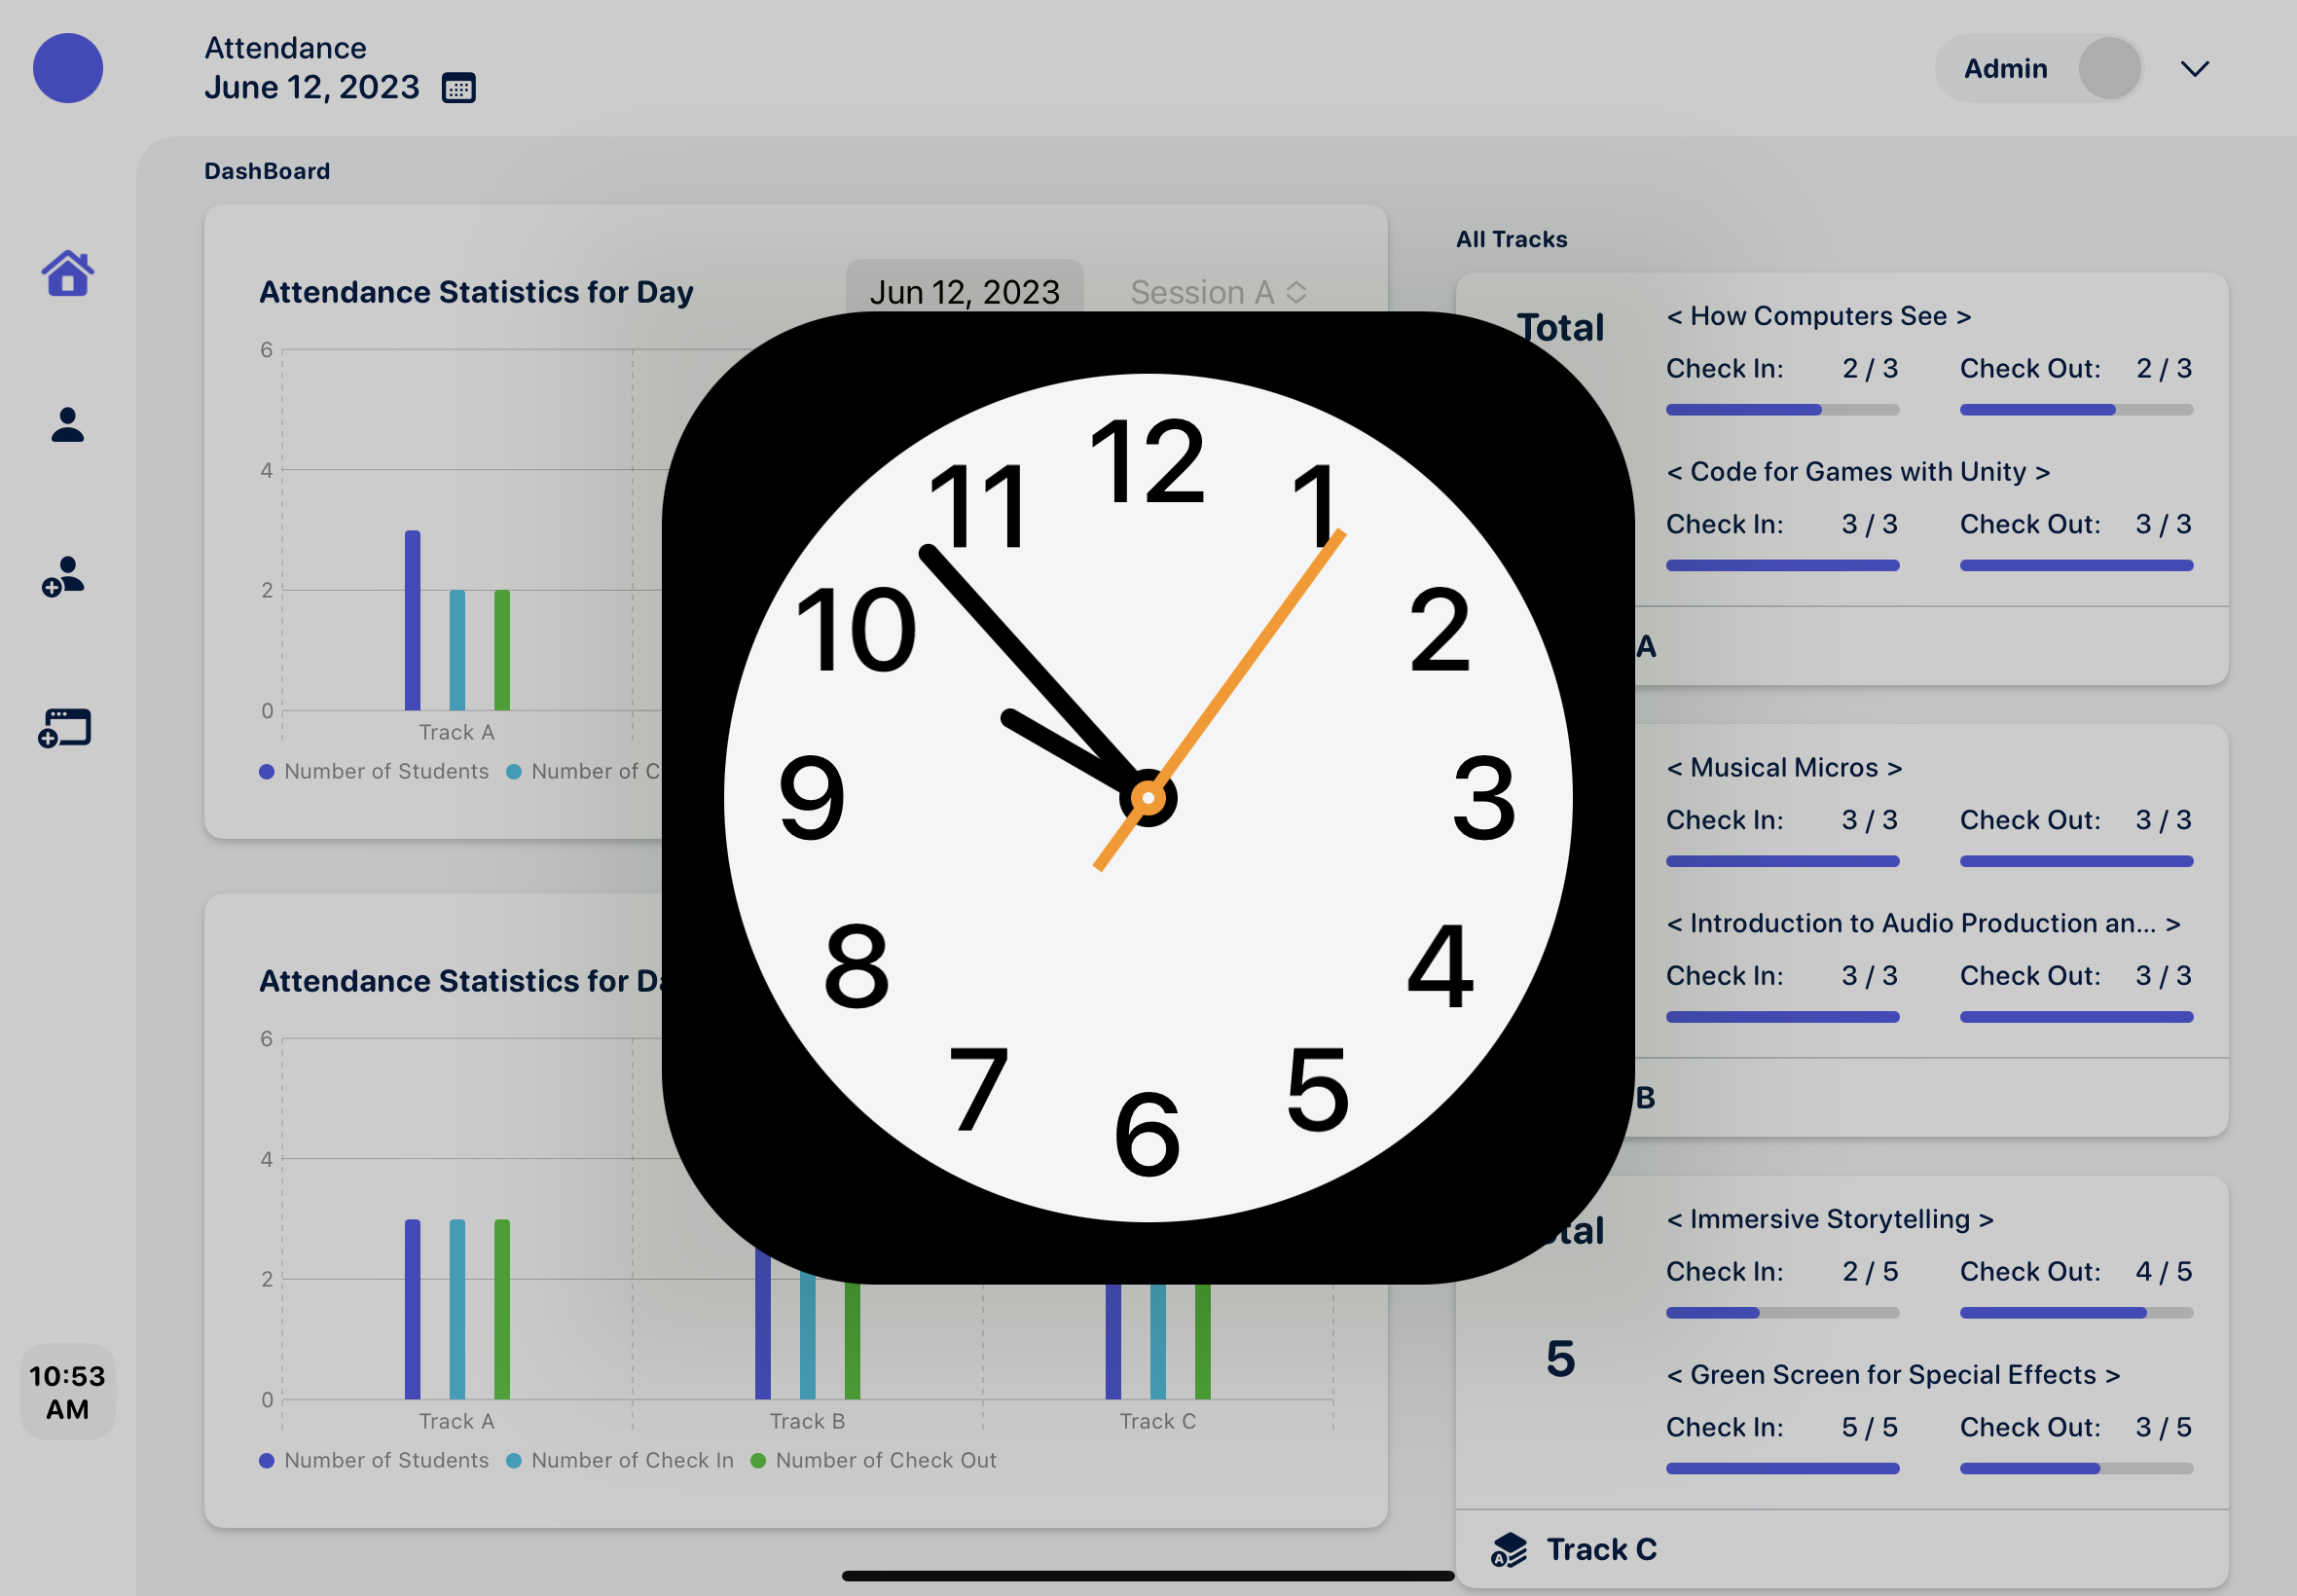 Attendance
June 12, 2023
Admin
DashBoard
Attendance Statistics for Day
Jun 12, 2023
Session A
6
4
2
0
Track A
Number of Students
Number of C
Attendance Statistics for Da
6
4
2
0
Track A
Track B
Track C
Number of Students
Number of Check In
Number of Check Out
12
1
2
3
4
5
6
7
8
9
10
11
All Tracks
Total
< How Computers See >
Check In: 2 / 3
Check Out: 2 / 3
< Code for Games with Unity >
Check In: 3 / 3
Check Out: 3 / 3
A
< Musical Micros >
Check In: 3 / 3
Check Out: 3 / 3
< Introduction to Audio Production an... >
Check In: 3 / 3
Check Out: 3 / 3
B
tal
5
< Immersive Storytelling >
Check In: 2 / 5
Check Out: 4 / 5
< Green Screen for Special Effects >
Check In: 5 / 5
Check Out: 3 / 5
A
Track C
10:53
AM